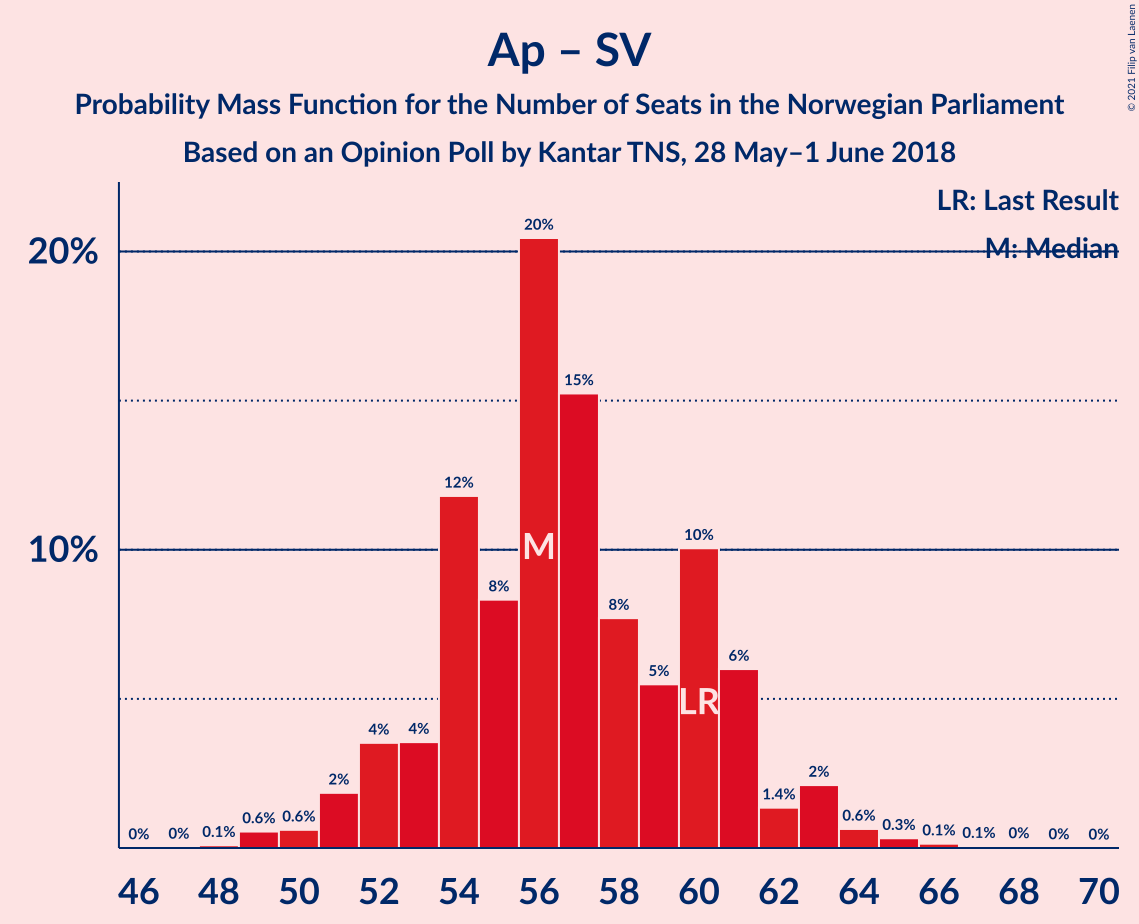 © 2021 Filip van Laenen
Ap – SV
Probability Mass Function for the Number of Seats in the Norwegian Parliament
Based on an Opinion Poll by Kantar TNS, 28 May–1 June 2018
LR: Last Result
M: Median
20%
10%
0% 0% 0.1% 0.6% 0.6% 2% 4% 4% 12% 8% 20% 15% 8% 5% 10% 6% 1.4% 2% 0.6% 0.3% 0.1% 0.1% 0% 0% 0%
M
LR
46 48 50 52 54 56 58 60 62 64 66 68 70